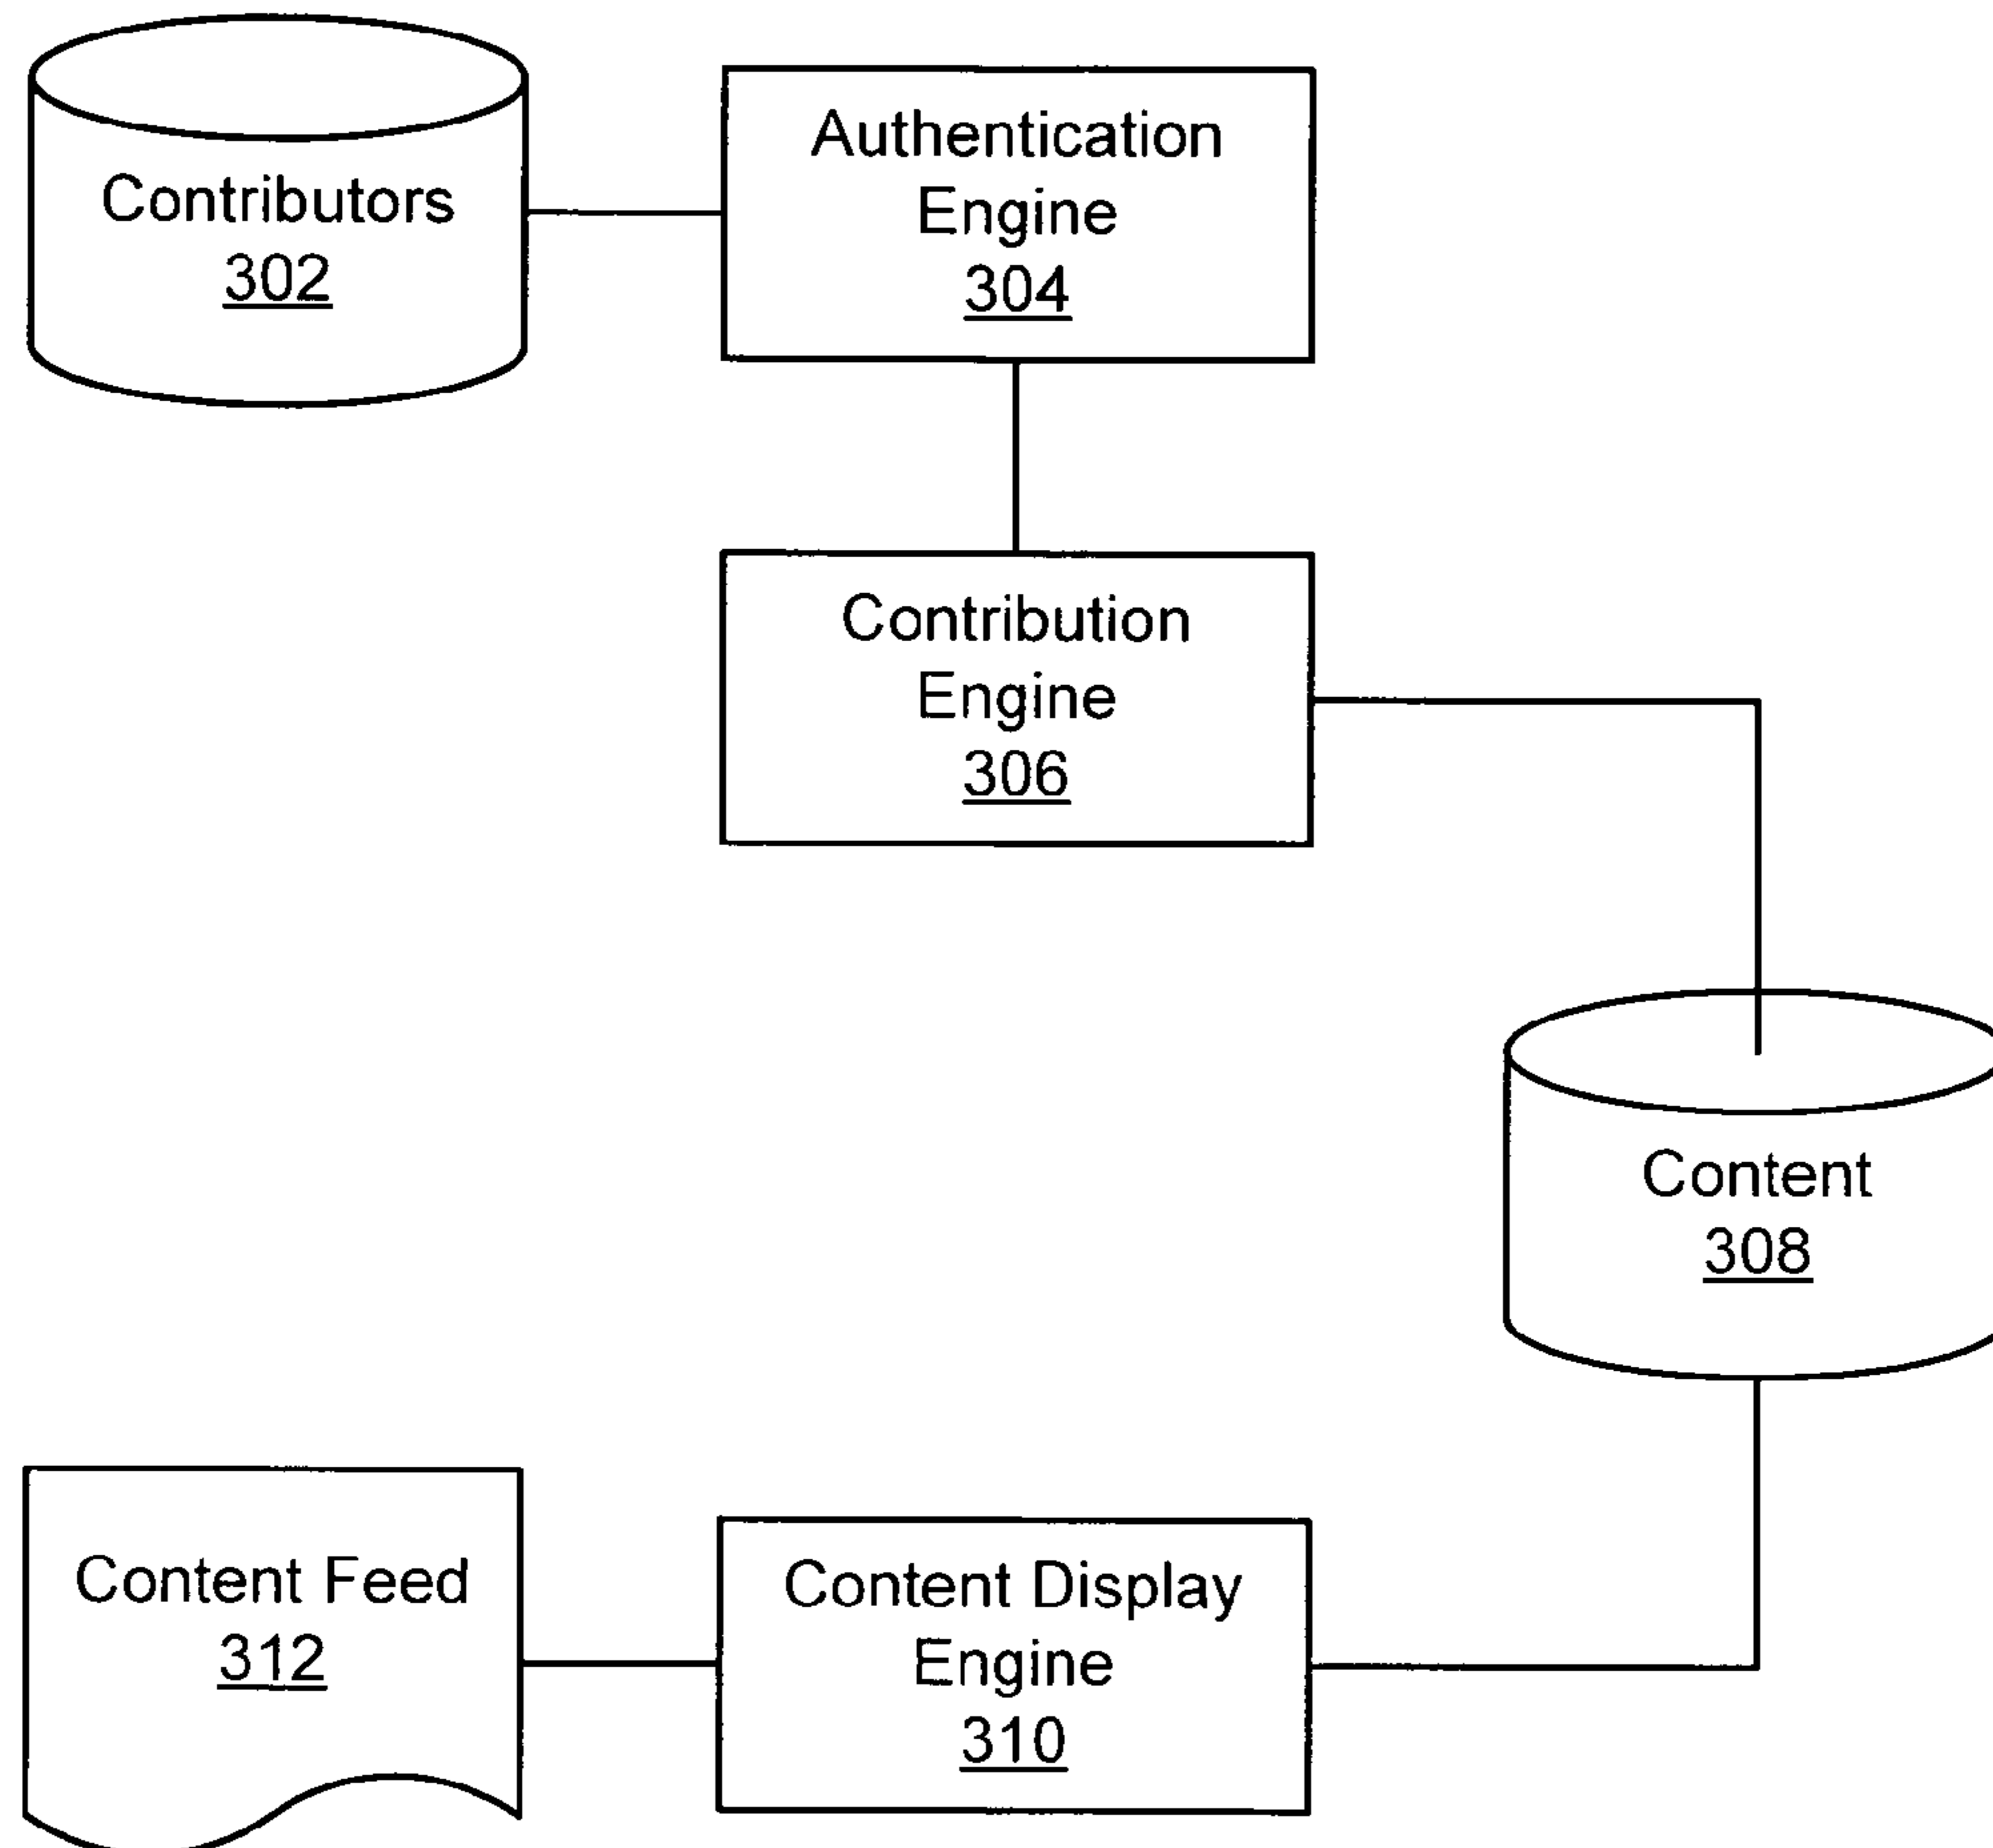 Contributors
302
Authentication
Engine
304
Contribution
Engine
306
Content
308
Content Feed
312
Content Display
Engine
310